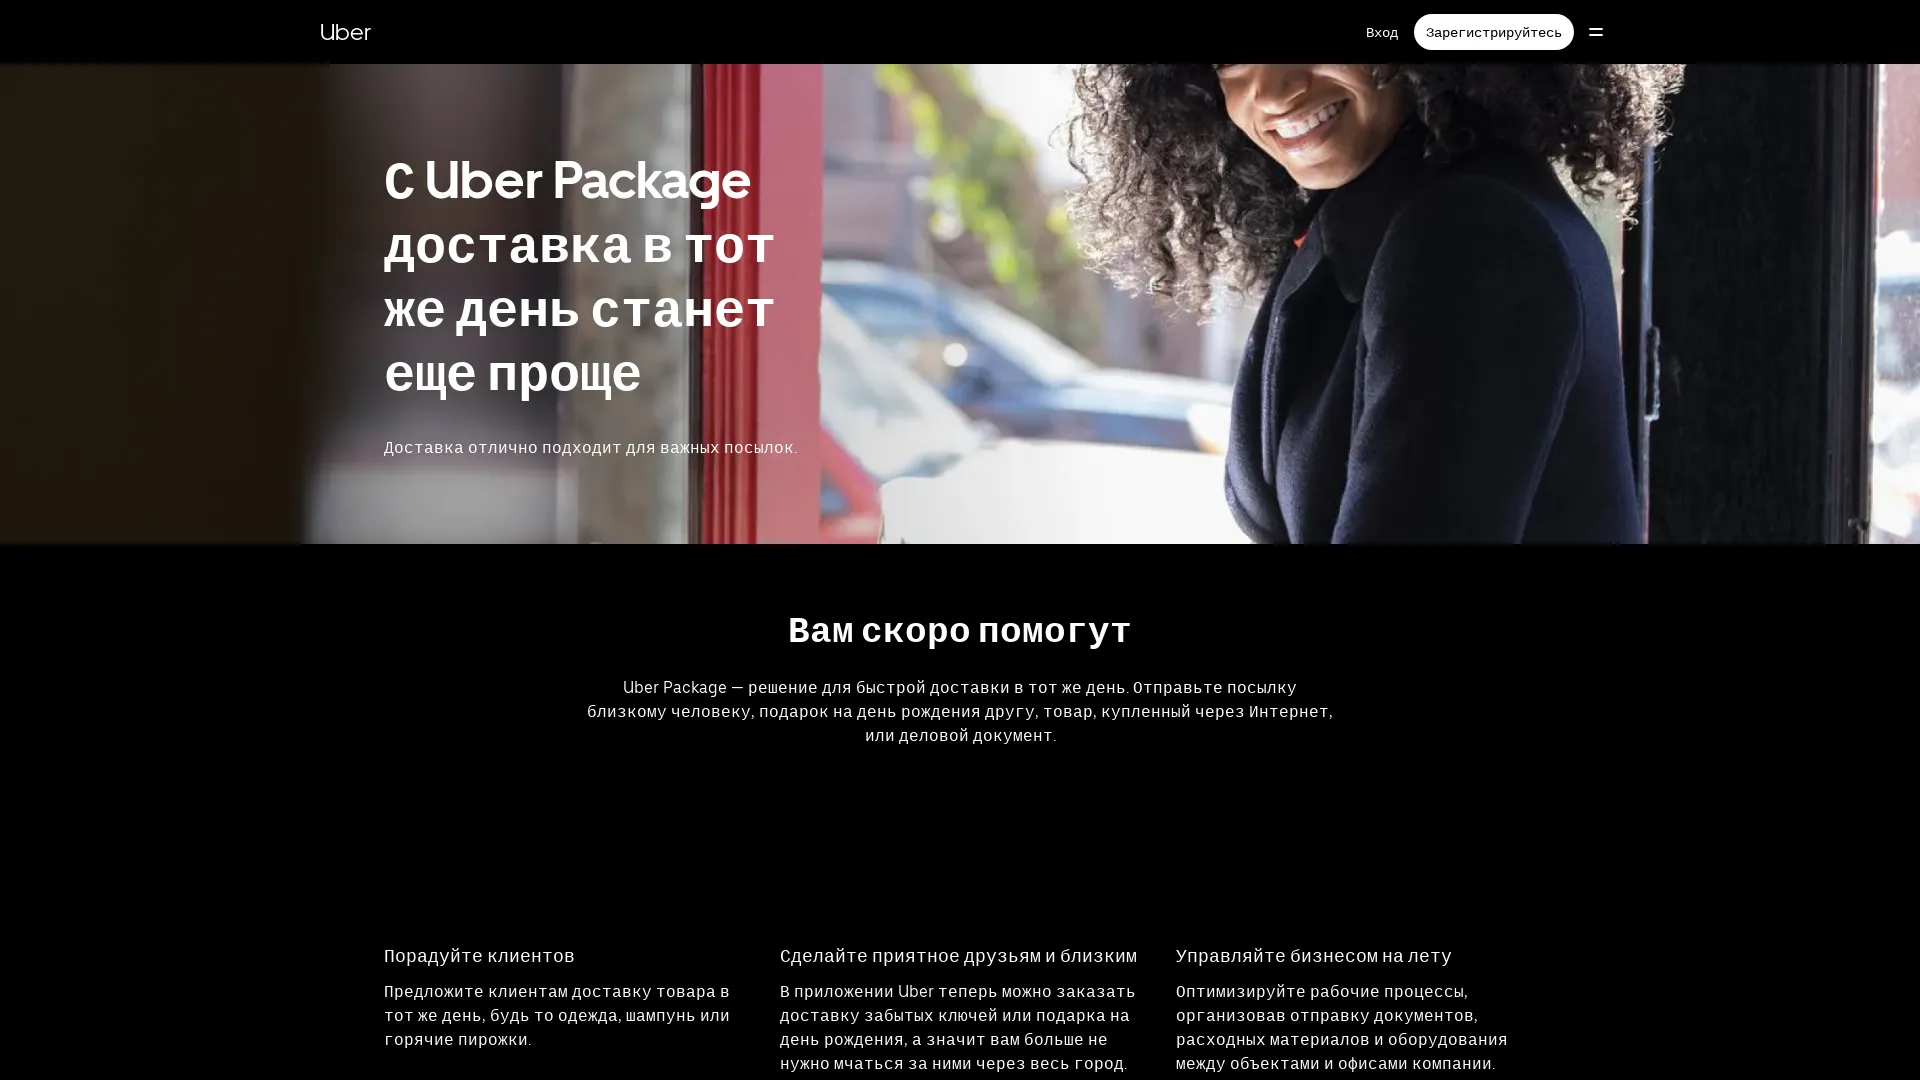 Uber
Вход
Зарегистрируйтесь
С Uber Package
доставка в тот
же день станет
еще проще
Доставка отлично подходит для важных посылок.
Вам скоро помогут
Uber Package — решение для быстрой доставки в тот же день. Отправьте посылку
близкому человеку, подарок на день рождения другу, товар, купленный через Интернет,
или деловой документ.
Порадуйте клиентов
Предложите клиентам доставку товара в
тот же день, будь то одежда, шампунь или
горячие пирожки.
Сделайте приятное друзьям и близким
В приложении Uber теперь можно заказать
доставку забытых ключей или подарка на
день рождения, а значит вам больше не
нужно мчаться за ними через весь город.
Управляйте бизнесом на лету
Оптимизируйте рабочие процессы,
организовав отправку документов,
расходных материалов и оборудования
между объектами и офисами компании.